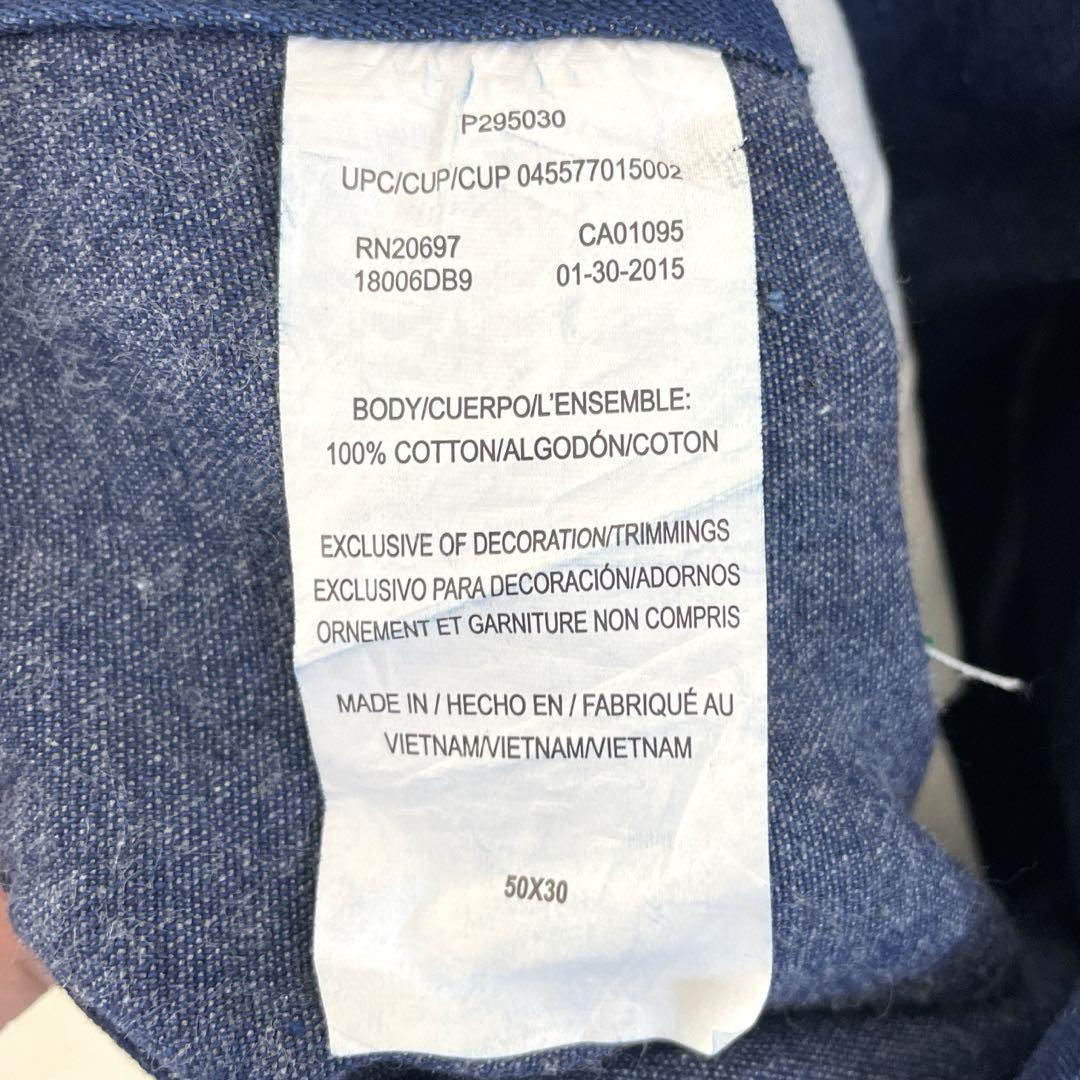 P295030
UPC/CUP/CUP 045577015002
RN20697 CA01095
18006DB9 01-30-2015
BODY/CUERPO/L'ENSEMBLE:
100% COTTON/ALGODÓN/COTON
EXCLUSIVE OF DECORATION/TRIMMINGS
EXCLUSIVO PARA DECORACIÓN/ADORNOS
ORNEMENT ET GARNITURE NON COMPRIS
MADE IN / HECHO EN / FABRIQUÉ AU
VIETNAM/VIETNAM/VIETNAM
50X30